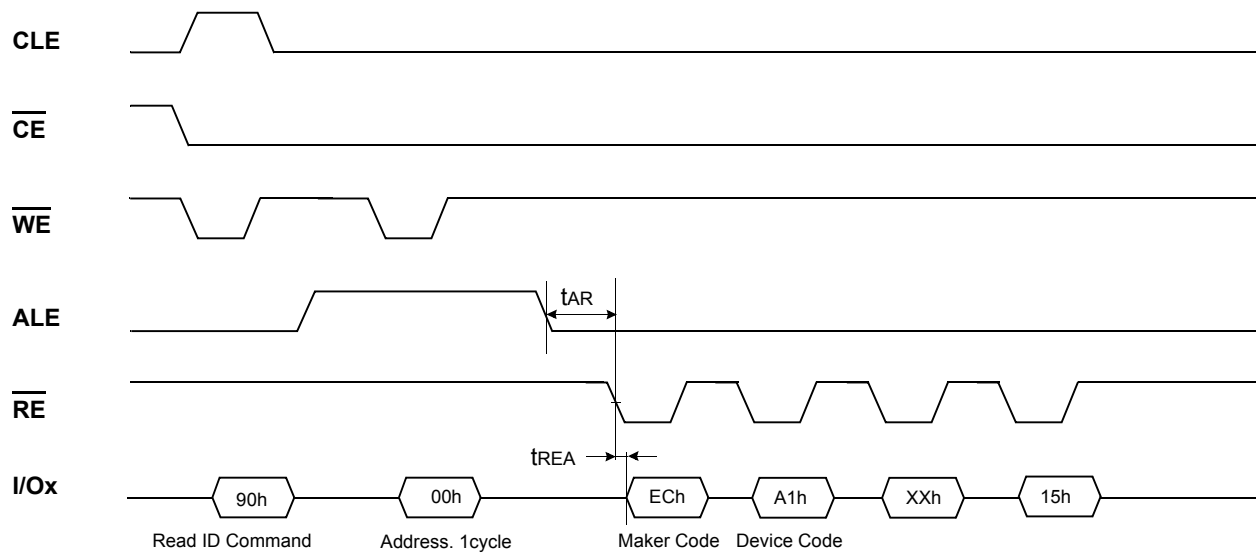 CLE
CE
WE
ALE
tAR
RE
tREA
I/Ox
90h 00h ECh A1h XXh 15h
Read ID Command Address. 1cycle Maker Code Device Code